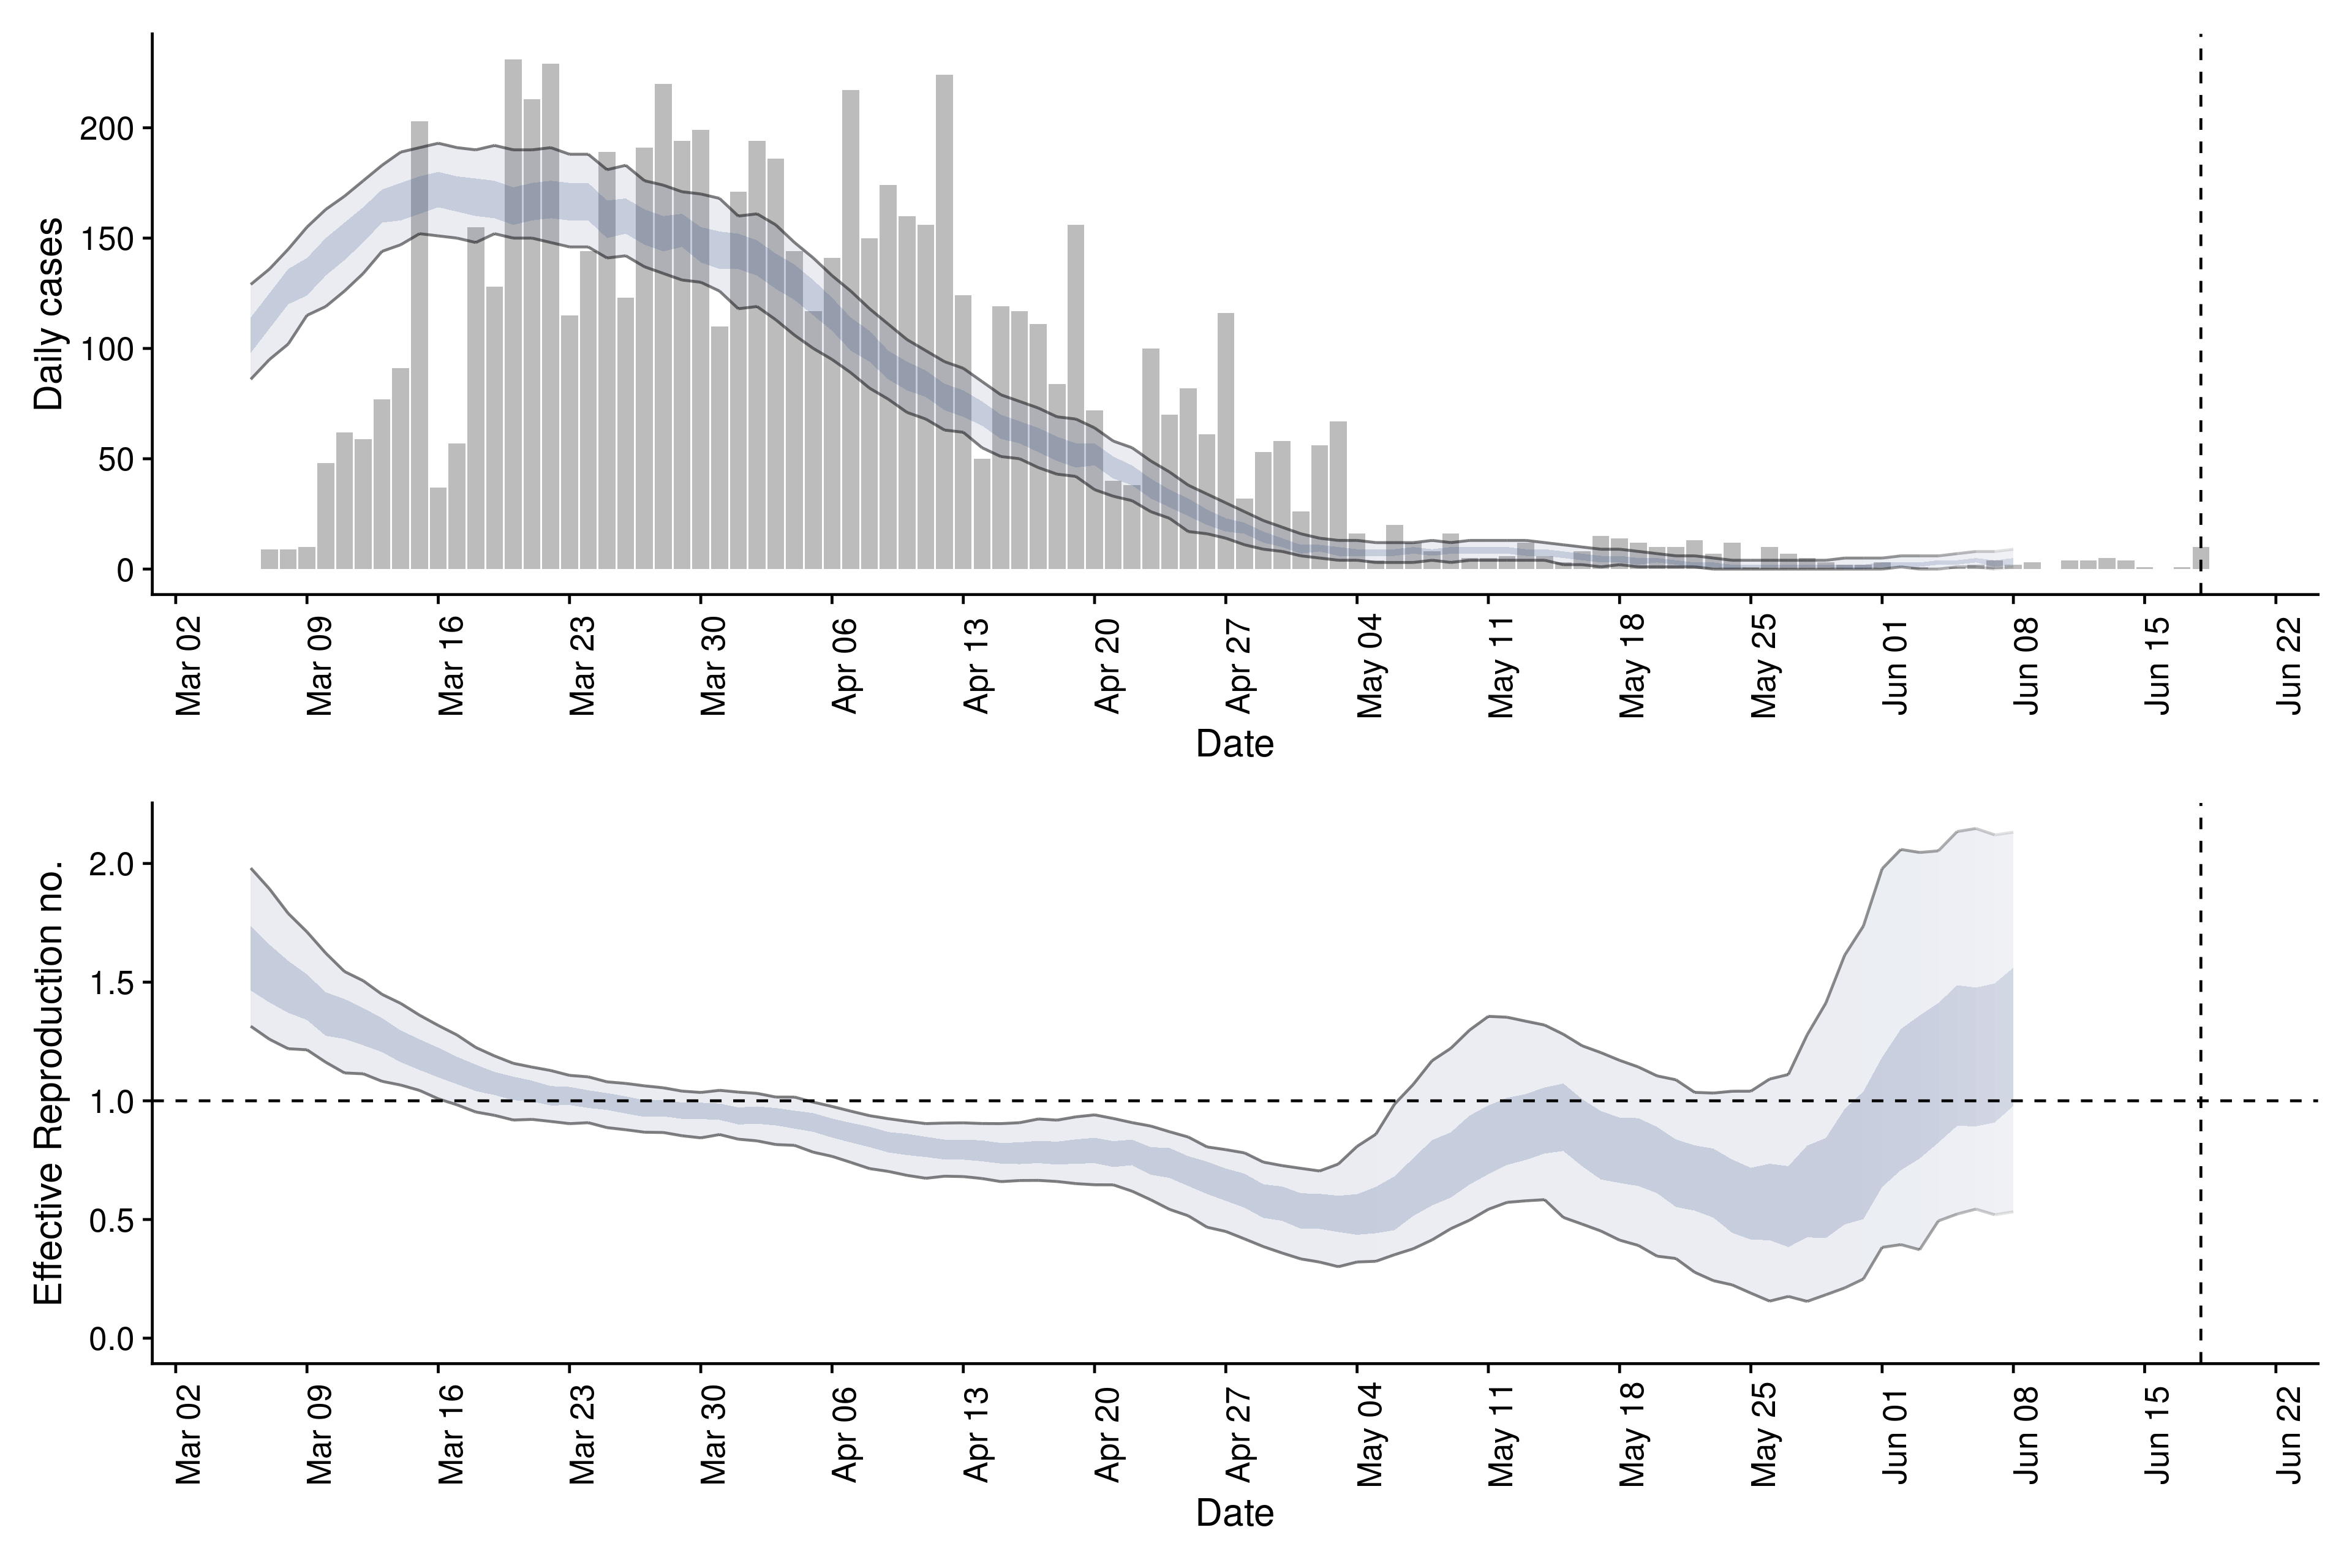 Daily cases
200
150
100
50
0
Mar 02
Mar 09
Mar 16
Mar 23
Mar 30
Apr 06
Apr 13
Apr 20
Apr 27
May 04
May 11
May 18
May 25
Jun 01
Jun 08
Jun 15
Jun 22
Date
Effective Reproduction no.
2.0
1.5
1.0
0.5
0.0
Mar 02
Mar 09
Mar 16
Mar 23
Mar 30
Apr 06
Apr 13
Apr 20
Apr 27
May 04
May 11
May 18
May 25
Jun 01
Jun 08
Jun 15
Jun 22
Date